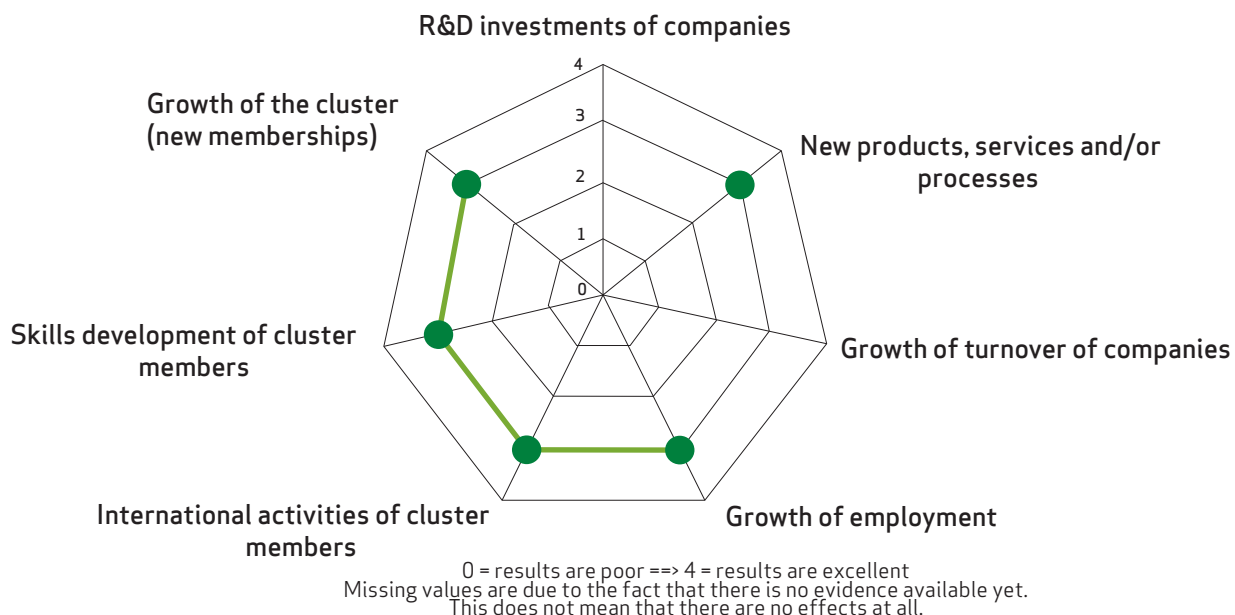 R&D investments of companies
4
Growth of the cluster
(new memberships)
3
New products, services and/or
processes
2
1
0
Skills development of cluster
members
Growth of turnover of companies
International activities of cluster
members
Growth of employment
0 = results are poor ==> 4 = results are excellent
Missing values are due to the fact that there is no evidence available yet.
This does not mean that there are no effects at all.